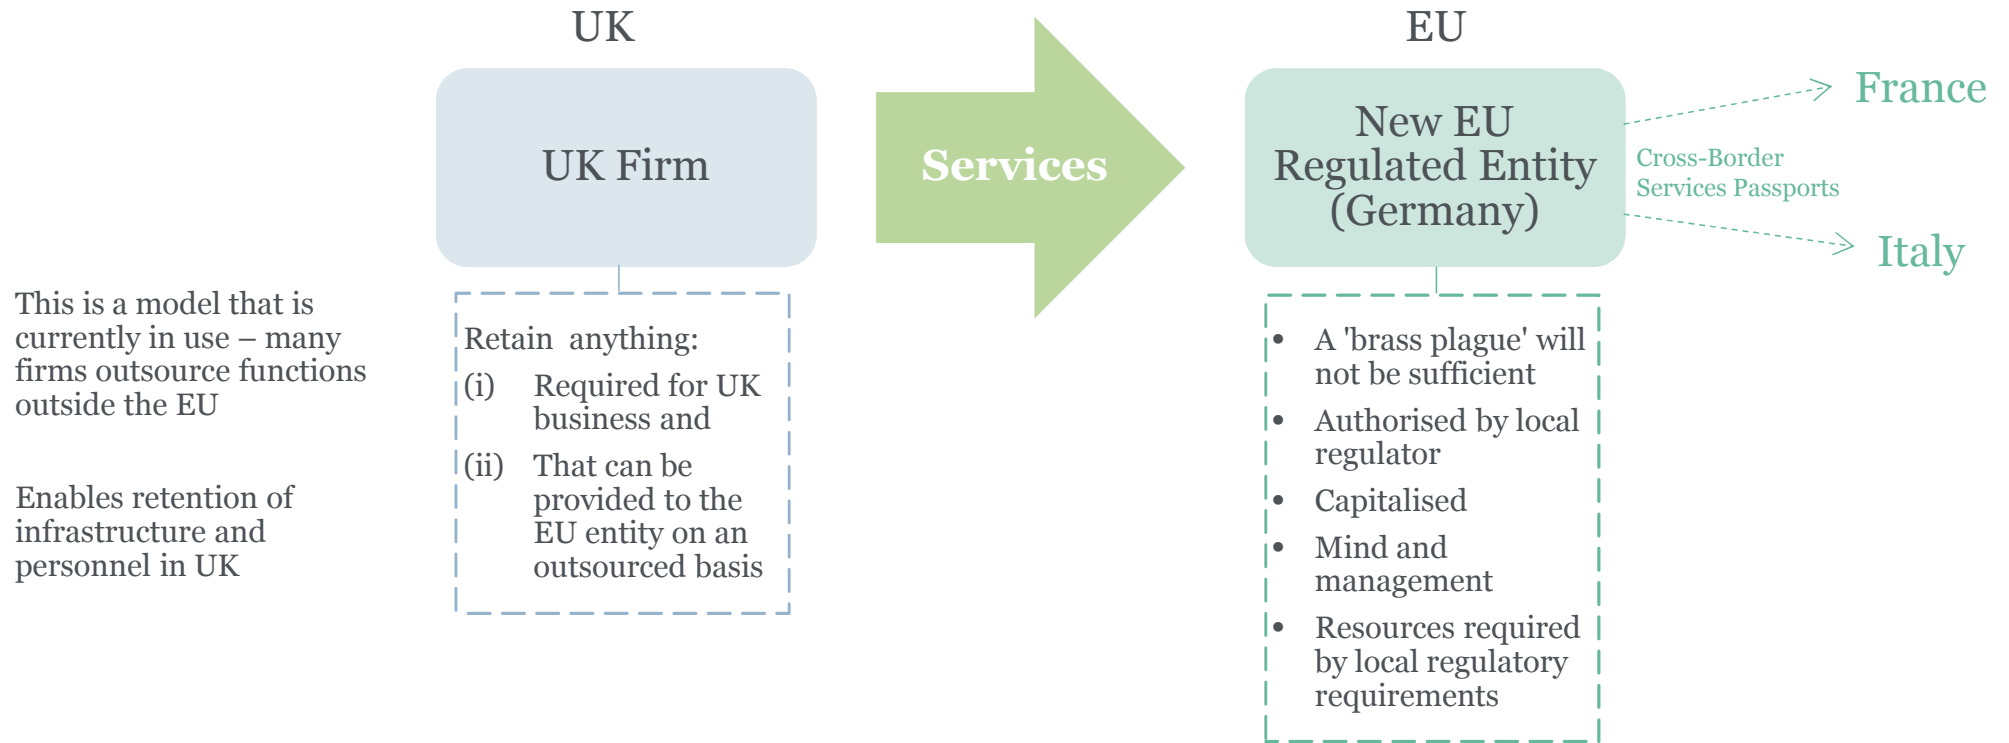 UK
EU
UK Firm
Services
New EU
Regulated Entity
(Germany)
France
Cross-Border
Services Passports
Italy
This is a model that is
currently in use – many
firms outsource functions
outside the EU
Enables retention of
infrastructure and
personnel in UK
Retain anything:
(i) Required for UK
business and
(ii) That can be
provided to the
EU entity on an
outsourced basis
• A 'brass plague' will
not be sufficient
• Authorised by local
regulator
• Capitalised
• Mind and
management
• Resources required
by local regulatory
requirements